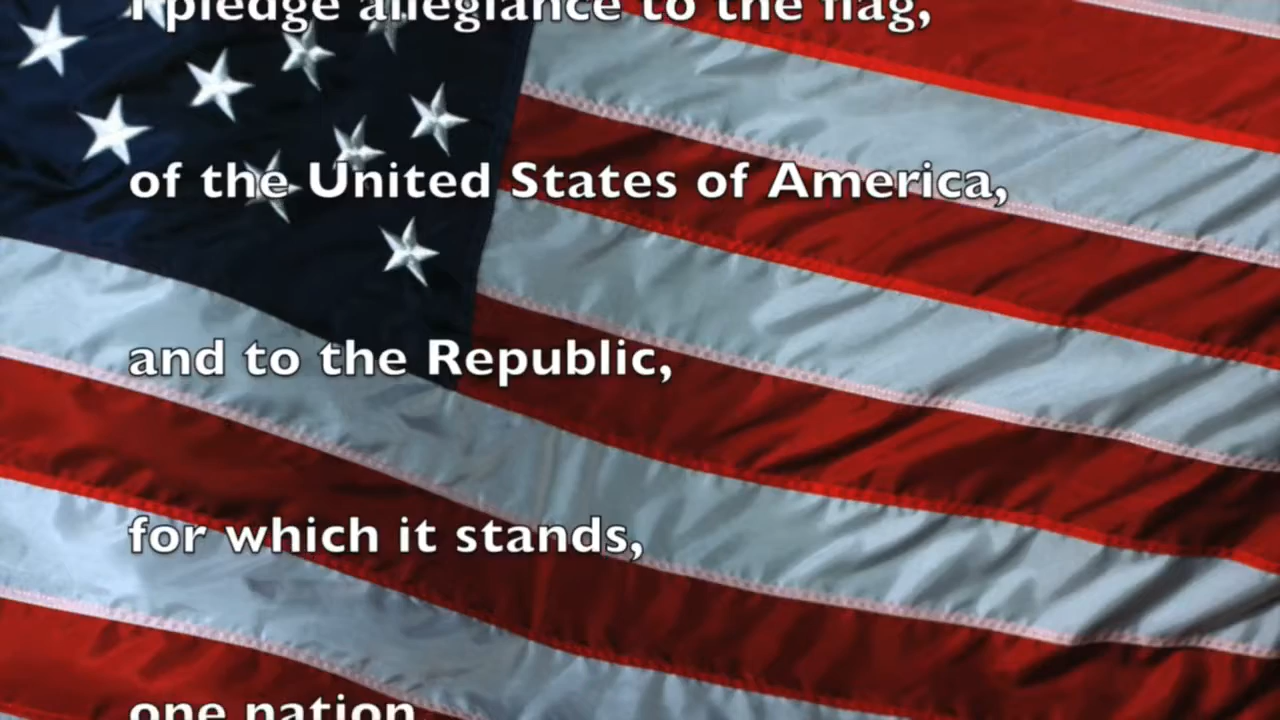 I pledge allegiance to the flag,
of the United States of America,
and to the Republic,
for which it stands,
one nation